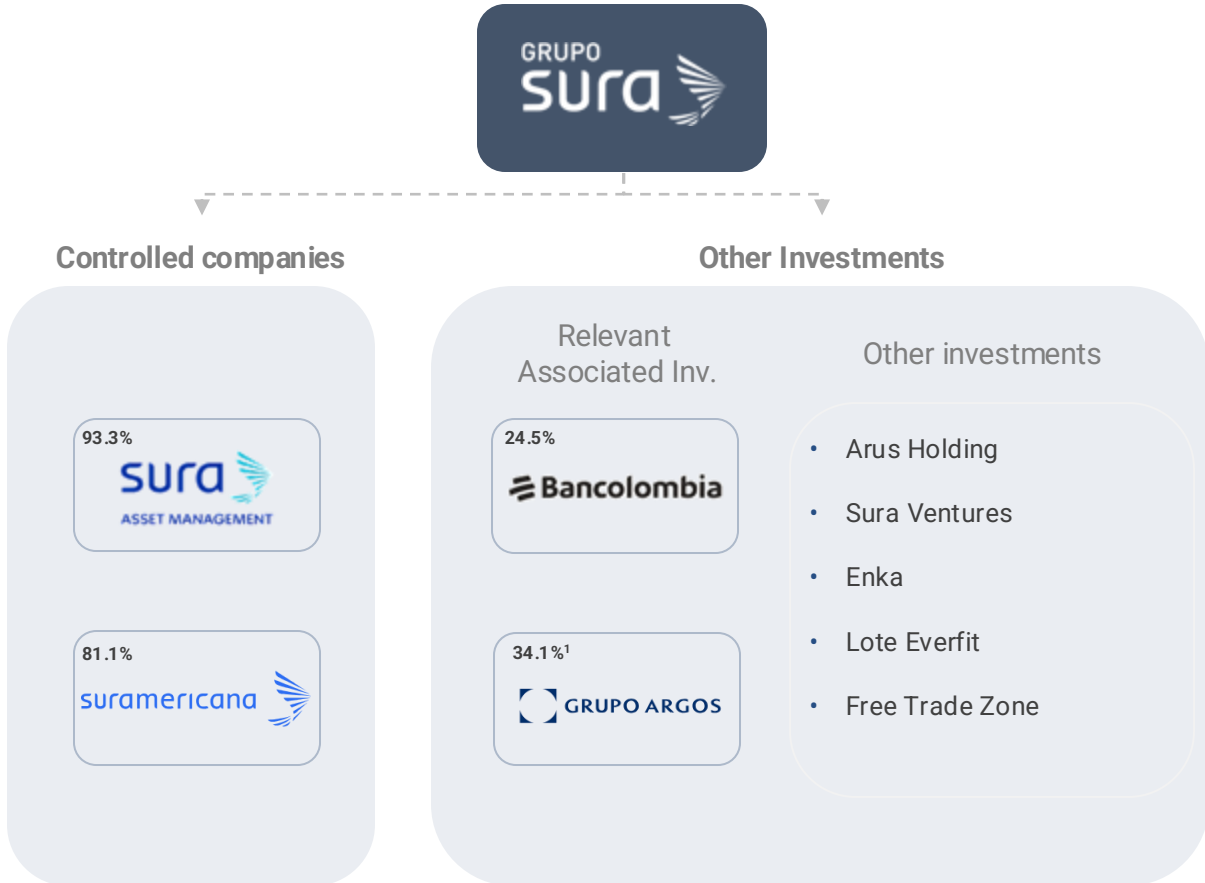 GRUPO
sura
Controlled companies
Other Investments
93.3%
sura
ASSET MANAGEMENT
81.1%
suramericana
Relevant
Associated Inv.
24.5%
Bancolombia
34.1%¹
GRUPO ARGOS
Other investments
• Arus Holding
• Sura Ventures
• Enka
• Lote Everfit
• Free Trade Zone